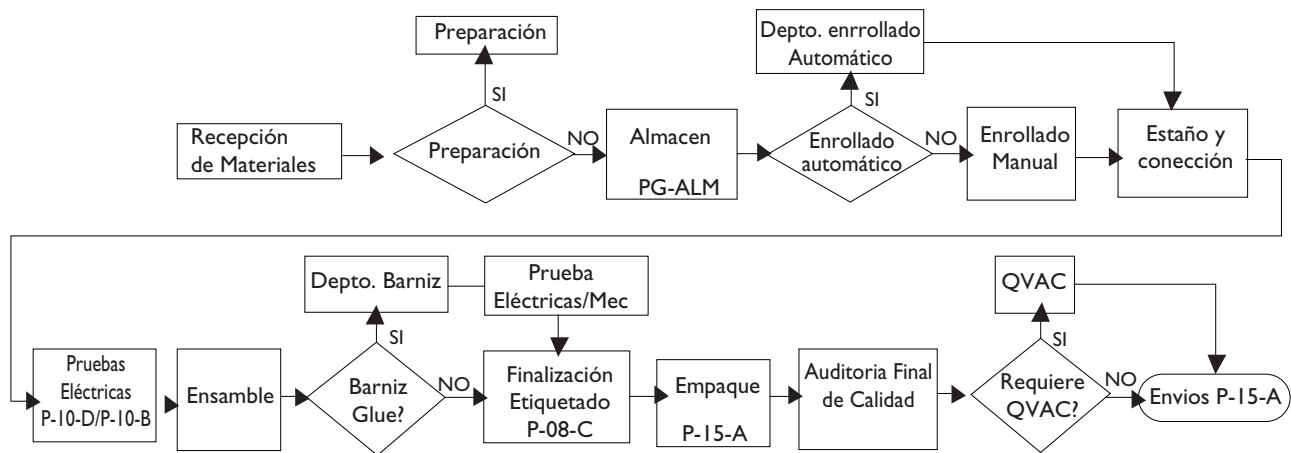 Preparación
SI
Recepción
de Materiales
Preparación
NO
Almacen
PG-ALM
Depto. enrrollado
Automático
SI
Enrollado
automático
NO
Enrollado
Manual
Estaño y
conección
Pruebas
Eléctricas
P-10-D/P-10-B
Ensamble
Depto. Barniz
SI
Barniz
Glue?
NO
Prueba
Eléctricas/Mec
Finalización
Etiquetado
P-08-C
Empaque
P-15-A
Auditoria Final
de Calidad
QVAC
SI
Requiere
QVAC?
NO
Envios P-15-A